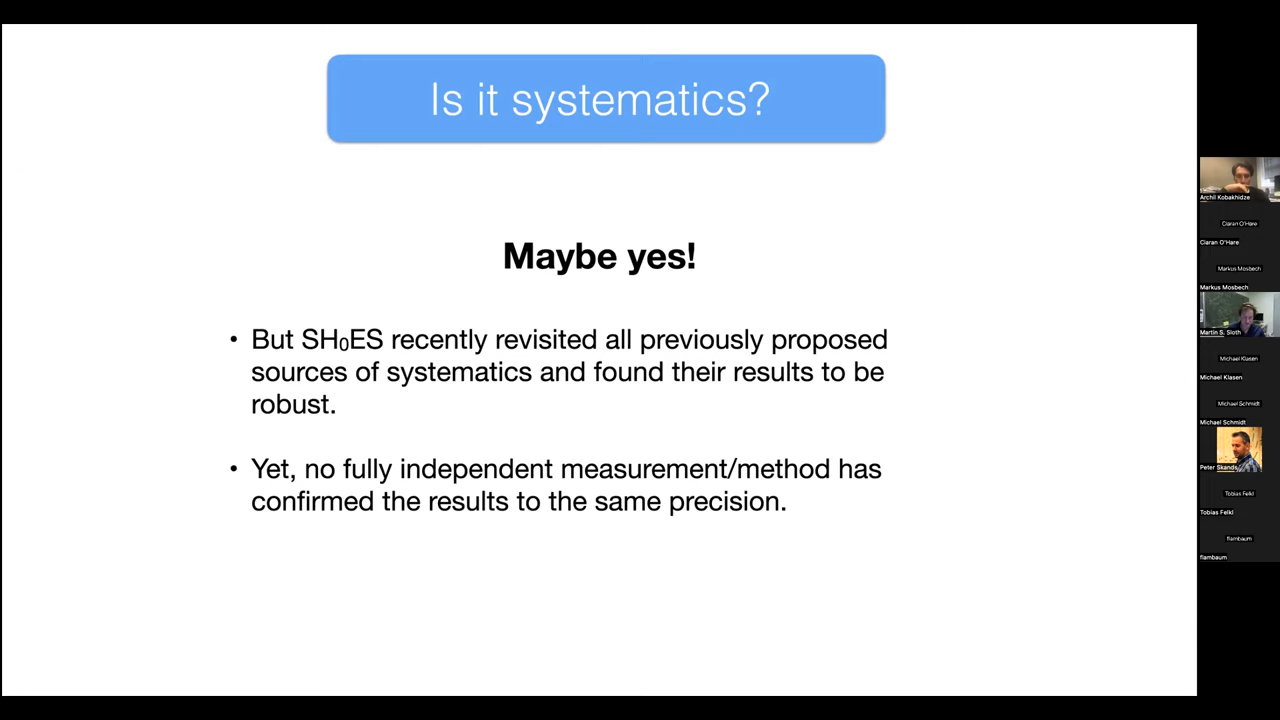 Is it systematics?
Maybe yes!
• But SH₀ES recently revisited all previously proposed
sources of systematics and found their results to be
robust.
• Yet, no fully independent measurement/method has
confirmed the results to the same precision.
Archil Kobakhidze
Ciaran O'Hare
Ciaran O'Hare
Markus Mosbech
Markus Mosbech
Martin S. Sloth
Michael Klasen
Michael Klasen
Michael Schmidt
Michael Schmidt
Peter Skands
Tobias Felkl
Tobias Felkl
flambaum
flambaum